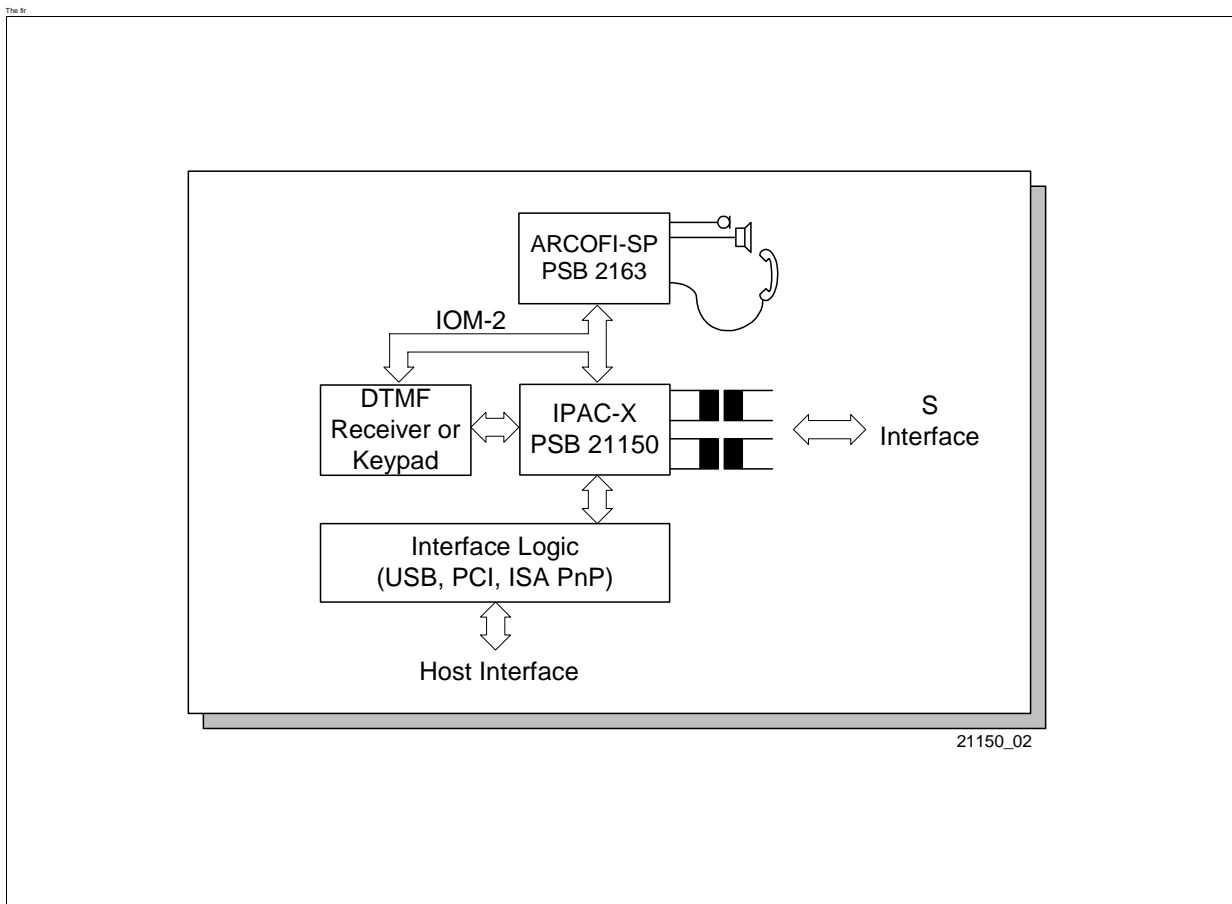 The fir
ARCOFI-SP
PSB 2163
IOM-2
DTMF
Receiver or
Keypad
IPAC-X
PSB 21150
S
Interface
Interface Logic
(USB, PCI, ISA PnP)
Host Interface
21150_02